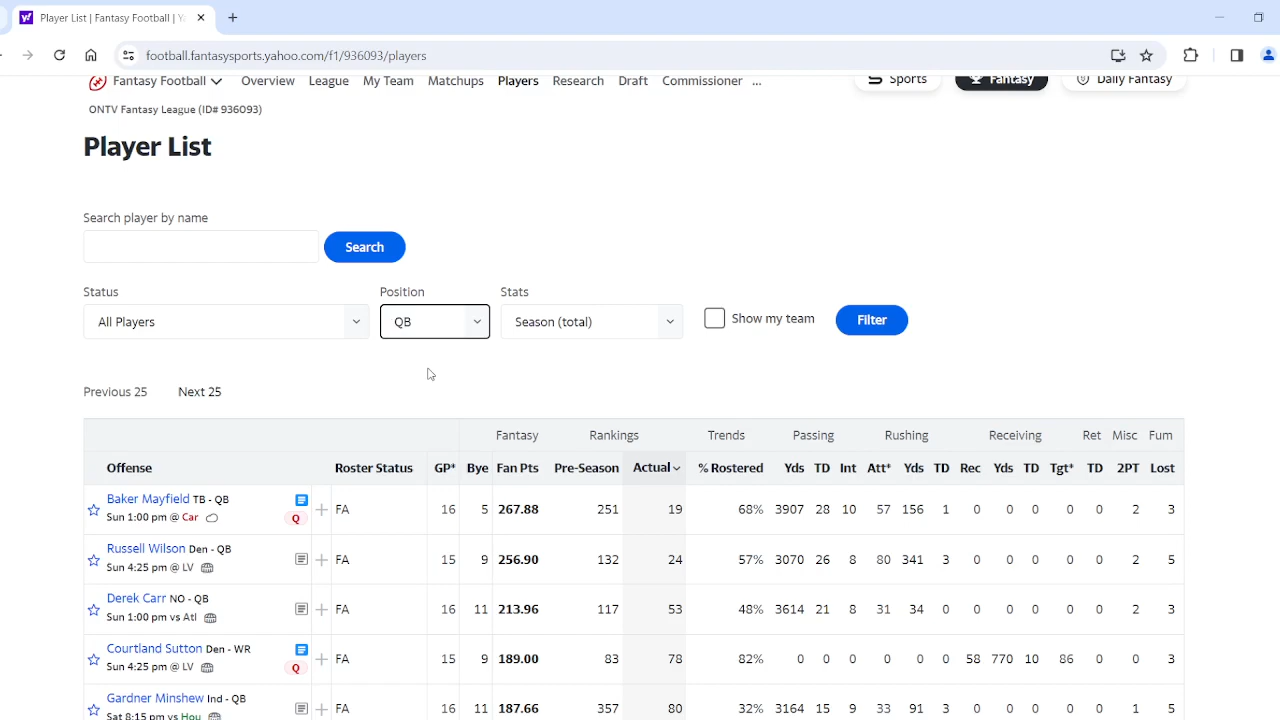 Player List | Fantasy Football | Y
football.fantasysports.yahoo.com/f1/936093/players
Fantasy Football Overview League My Team Matchups Players Research Draft Commissioner ... Sports Fantasy Daily Fantasy
ONTV Fantasy League (ID# 936093)
Player List
Search player by name
Search
Status Position Stats
All Players QB Season (total) Show my team Filter
Previous 25 Next 25
Fantasy Rankings Trends Passing Rushing Receiving Ret Misc Fum
Offense Roster Status GP* Bye Fan Pts Pre-Season Actual % Rostered Yds TD Int Att* Yds TD Rec Yds TD Tgt* TD 2PT Lost
Baker Mayfield TB - QB
Sun 1:00 pm @ Car Q FA 16 5 267.88 251 19 68% 3907 28 10 57 156 1 0 0 0 0 0 2 3
Russell Wilson Den - QB
Sun 4:25 pm @ LV FA 15 9 256.90 132 24 57% 3070 26 8 80 341 3 0 0 0 0 0 2 5
Derek Carr NO - QB
Sun 1:00 pm vs Atl FA 16 11 213.96 117 53 48% 3614 21 8 31 34 0 0 0 0 0 0 2 3
Courtland Sutton Den - WR
Sun 4:25 pm @ LV Q FA 15 9 189.00 83 78 82% 0 0 0 0 0 0 58 770 10 86 0 0 3
Gardner Minshew Ind - QB
Sat 8:15 pm vs Hou FA 16 11 187.66 357 80 32% 3164 15 9 33 91 3 0 0 0 0 0 1 5